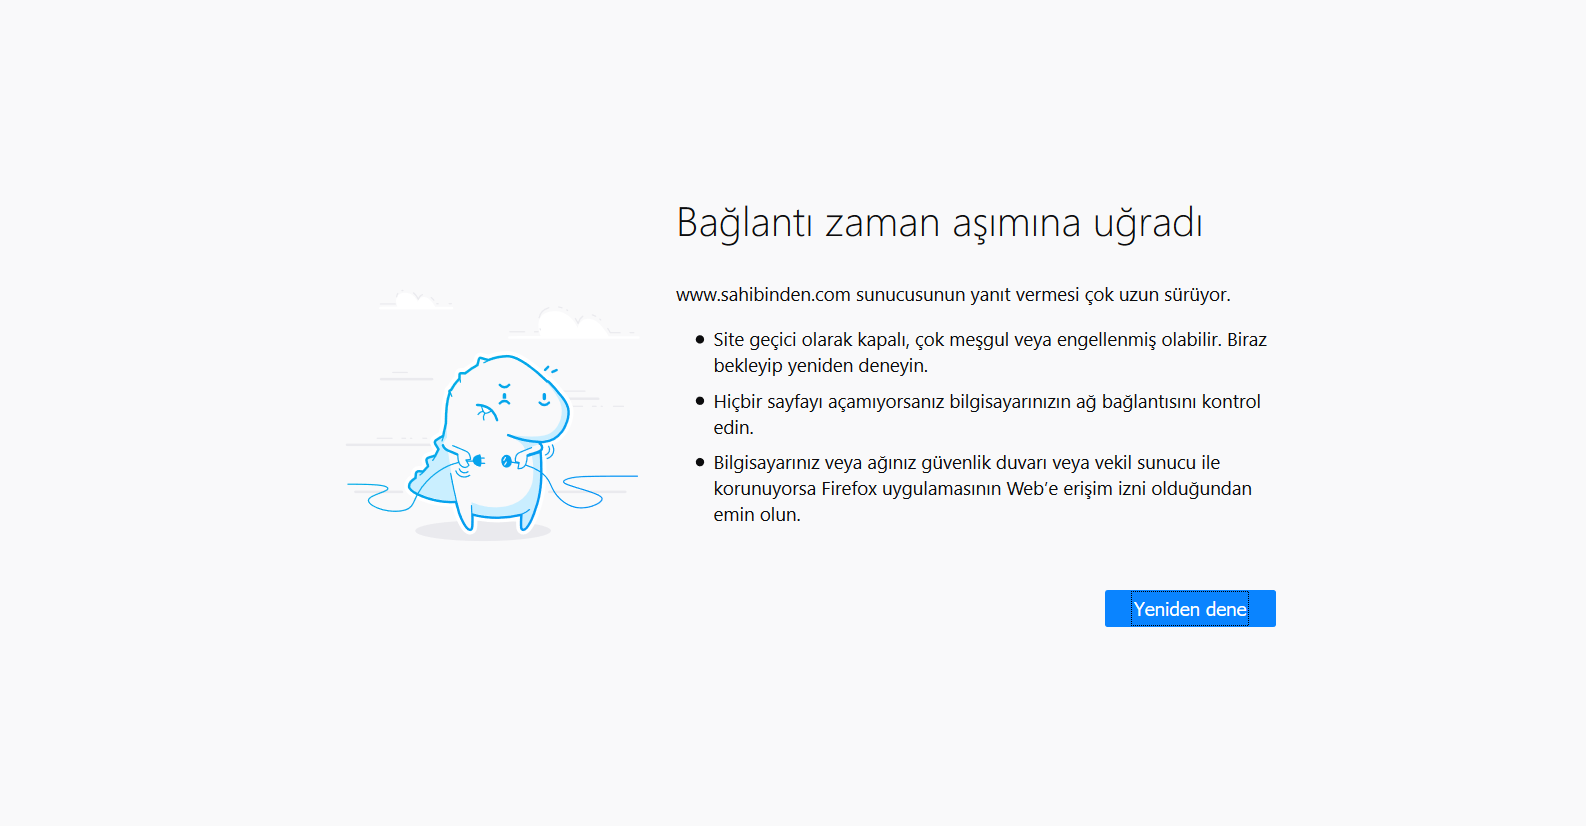 Bağlantı zaman aşımına uğradı
www.sahibinden.com sunucusunun yanıt vermesi çok uzun sürüyor.
Site geçici olarak kapalı, çok meşgul veya engellenmiş olabilir. Biraz
bekleyip yeniden deneyin.
Hiçbir sayfayı açamıyorsanız bilgisayarınızın ağ bağlantısını kontrol
edin.
Bilgisayarınız veya ağınız güvenlik duvarı veya vekil sunucu ile
korunuyorsa Firefox uygulamasının Web’e erişim izni olduğundan
emin olun.
Yeniden dene